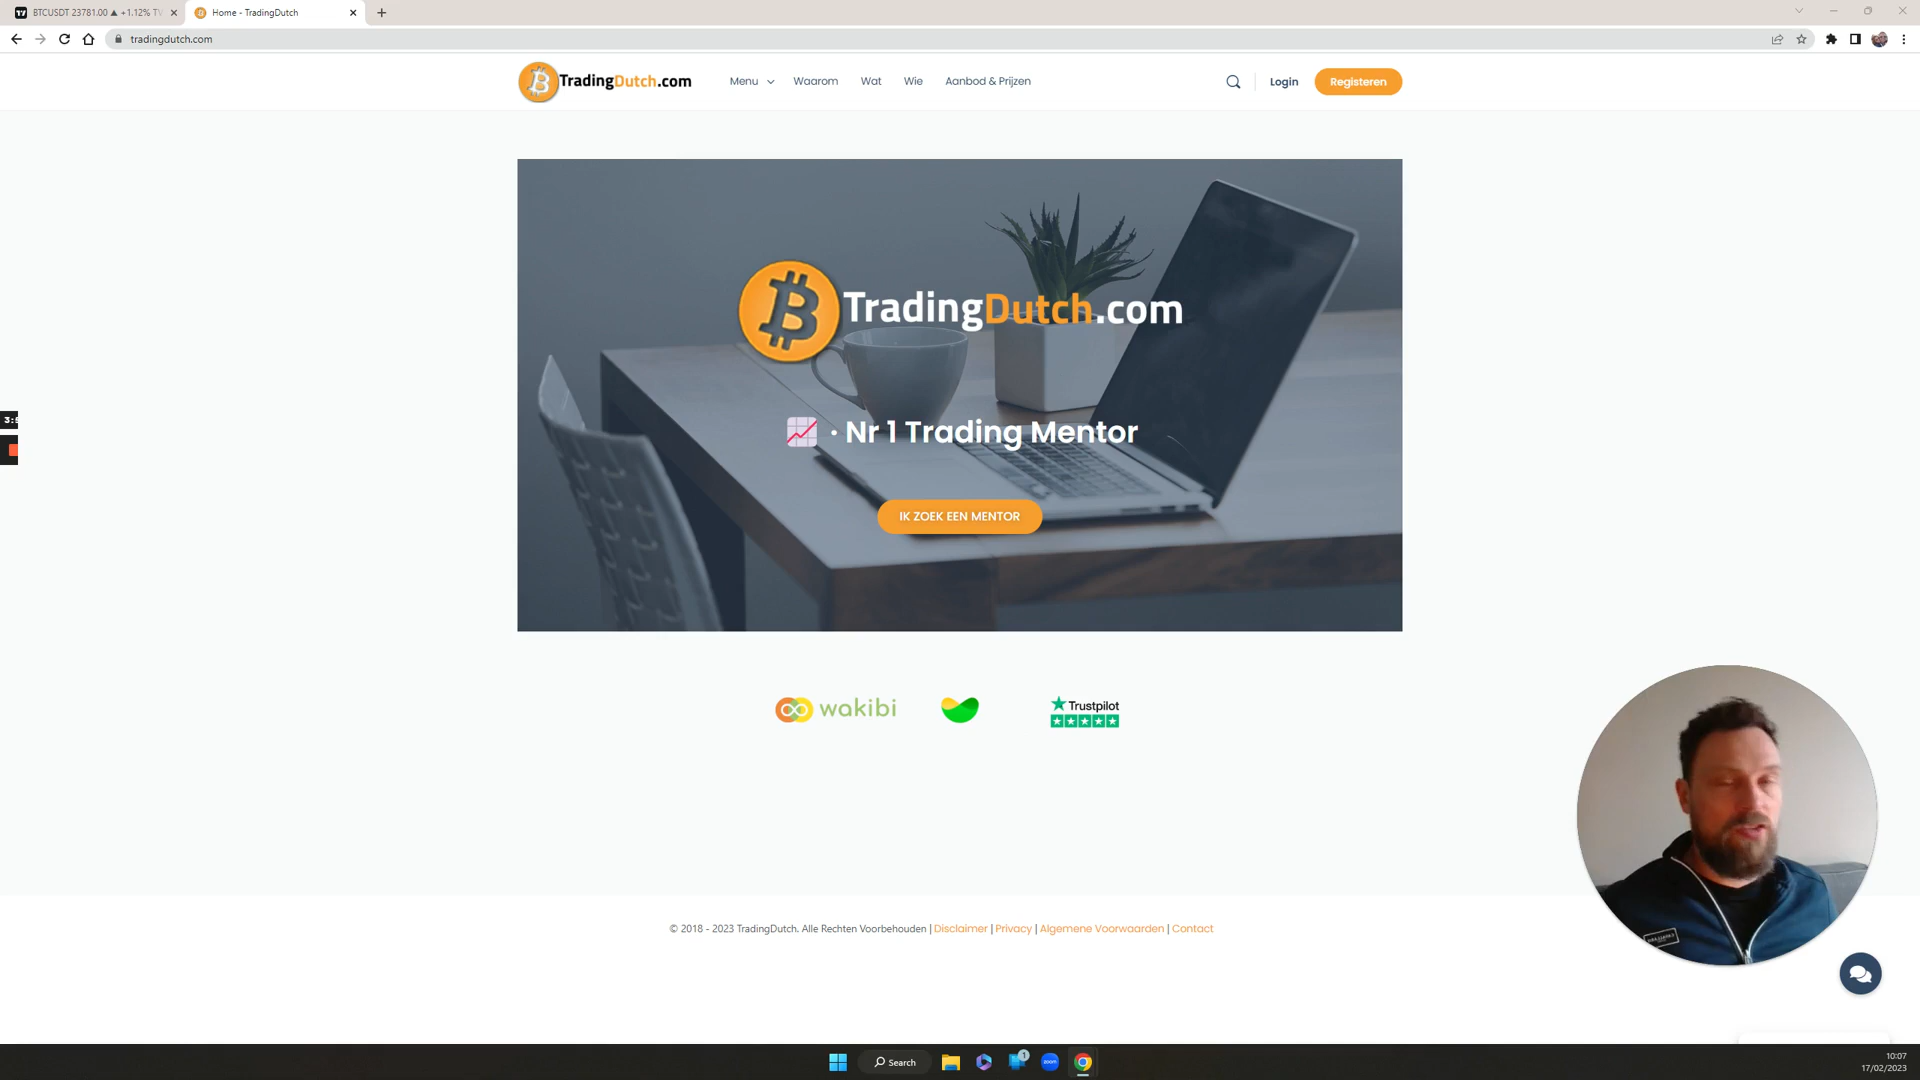 BTCUSDT 23781.00 ▲ +1.12%
Home - TradingDutch
tradingdutch.com
TradingDutch.com
Menu
Waarom
Wat
Wie
Aanbod & Prijzen
Login
Registeren
TradingDutch.com
· Nr 1 Trading Mentor
IK ZOEK EEN MENTOR
wakibi
Trustpilot
© 2018 - 2023 TradingDutch. Alle Rechten Voorbehouden | Disclaimer | Privacy | Algemene Voorwaarden | Contact
Search
1
zoom
10:07
17/02/2023